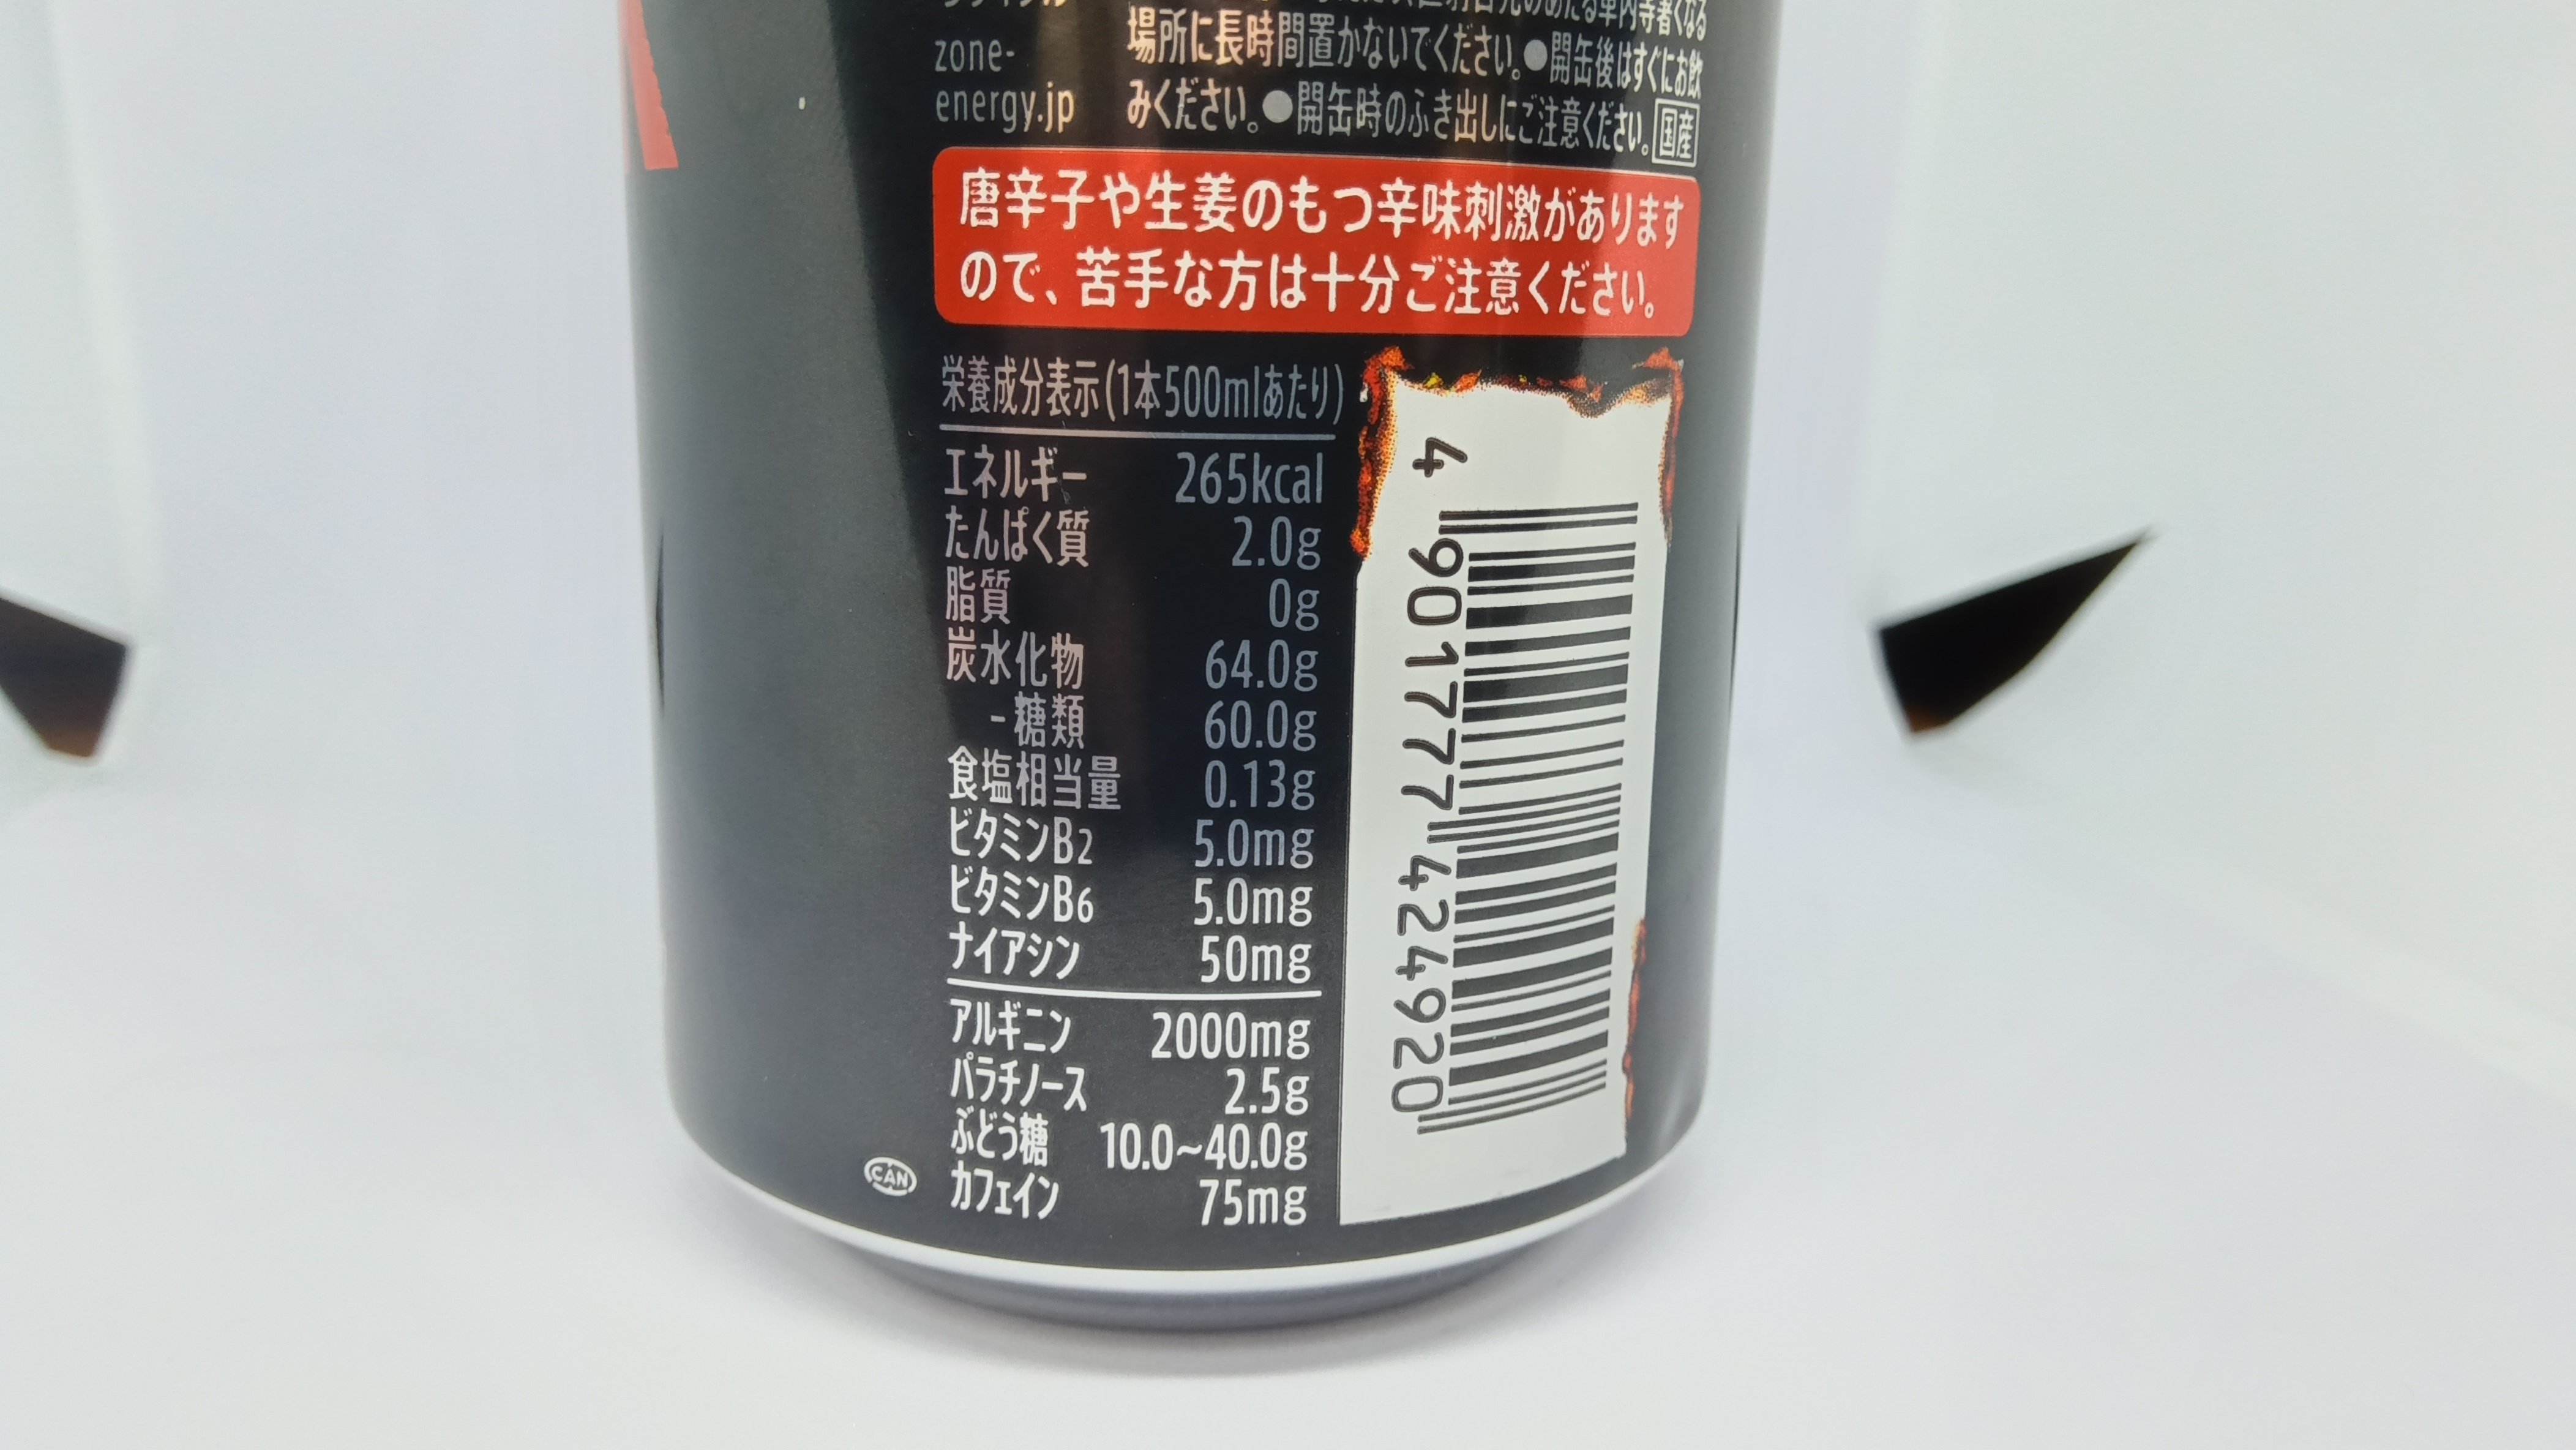 場所に長時間置かないでください。●開缶後はすぐにお飲
みください。●開缶時のふき出しにご注意ください。国産
zone-
energy.jp
唐辛子や生姜のもつ辛味刺激があります
ので、苦手な方は十分ご注意ください。
栄養成分表示(1本500mlあたり)
エネルギー 265kcal
たんぱく質 2.0g
脂質 0g
炭水化物 64.0g
-糖類 60.0g
食塩相当量 0.13g
ビタミンB2 5.0mg
ビタミンB6 5.0mg
ナイアシン 50mg
アルギニン 2000mg
パラチノース 2.5g
ぶどう糖 10.0~40.0g
カフェイン 75mg
CAN
4 901777 424920